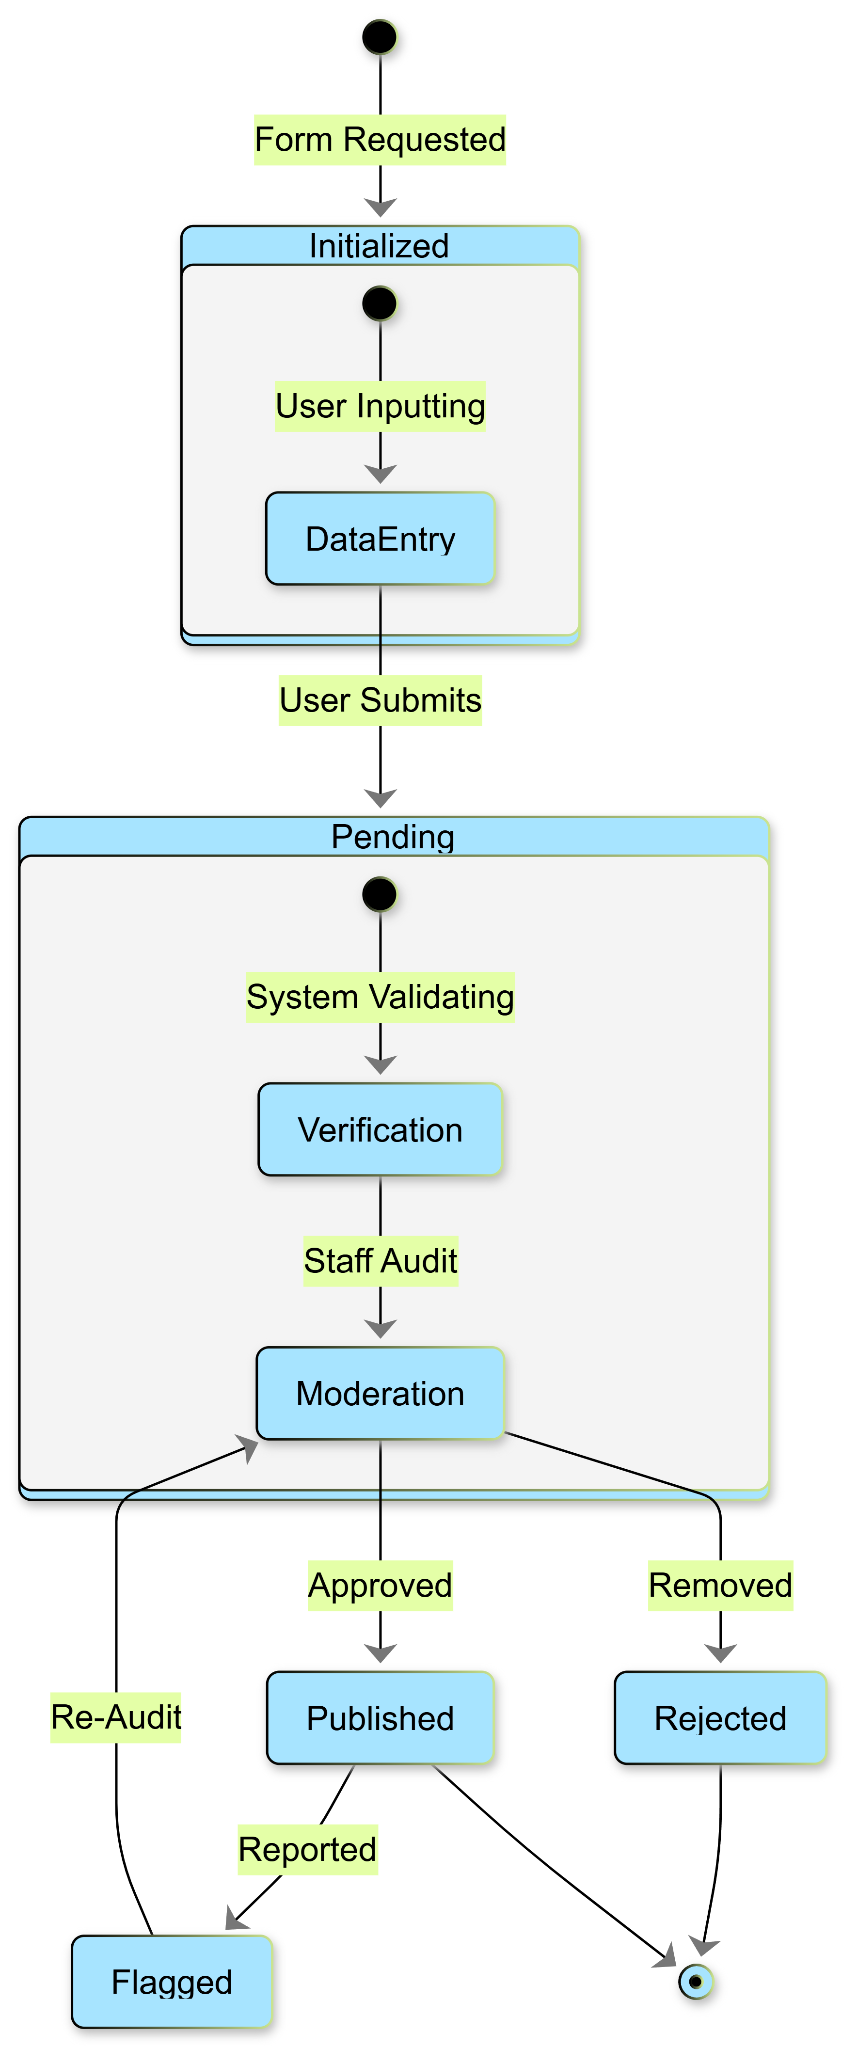 Form Requested
Initialized
User Inputting
DataEntry
User Submits
Pending
System Validating
Verification
Staff Audit
Moderation
Approved
Removed
Re-Audit
Published
Rejected
Reported
Flagged